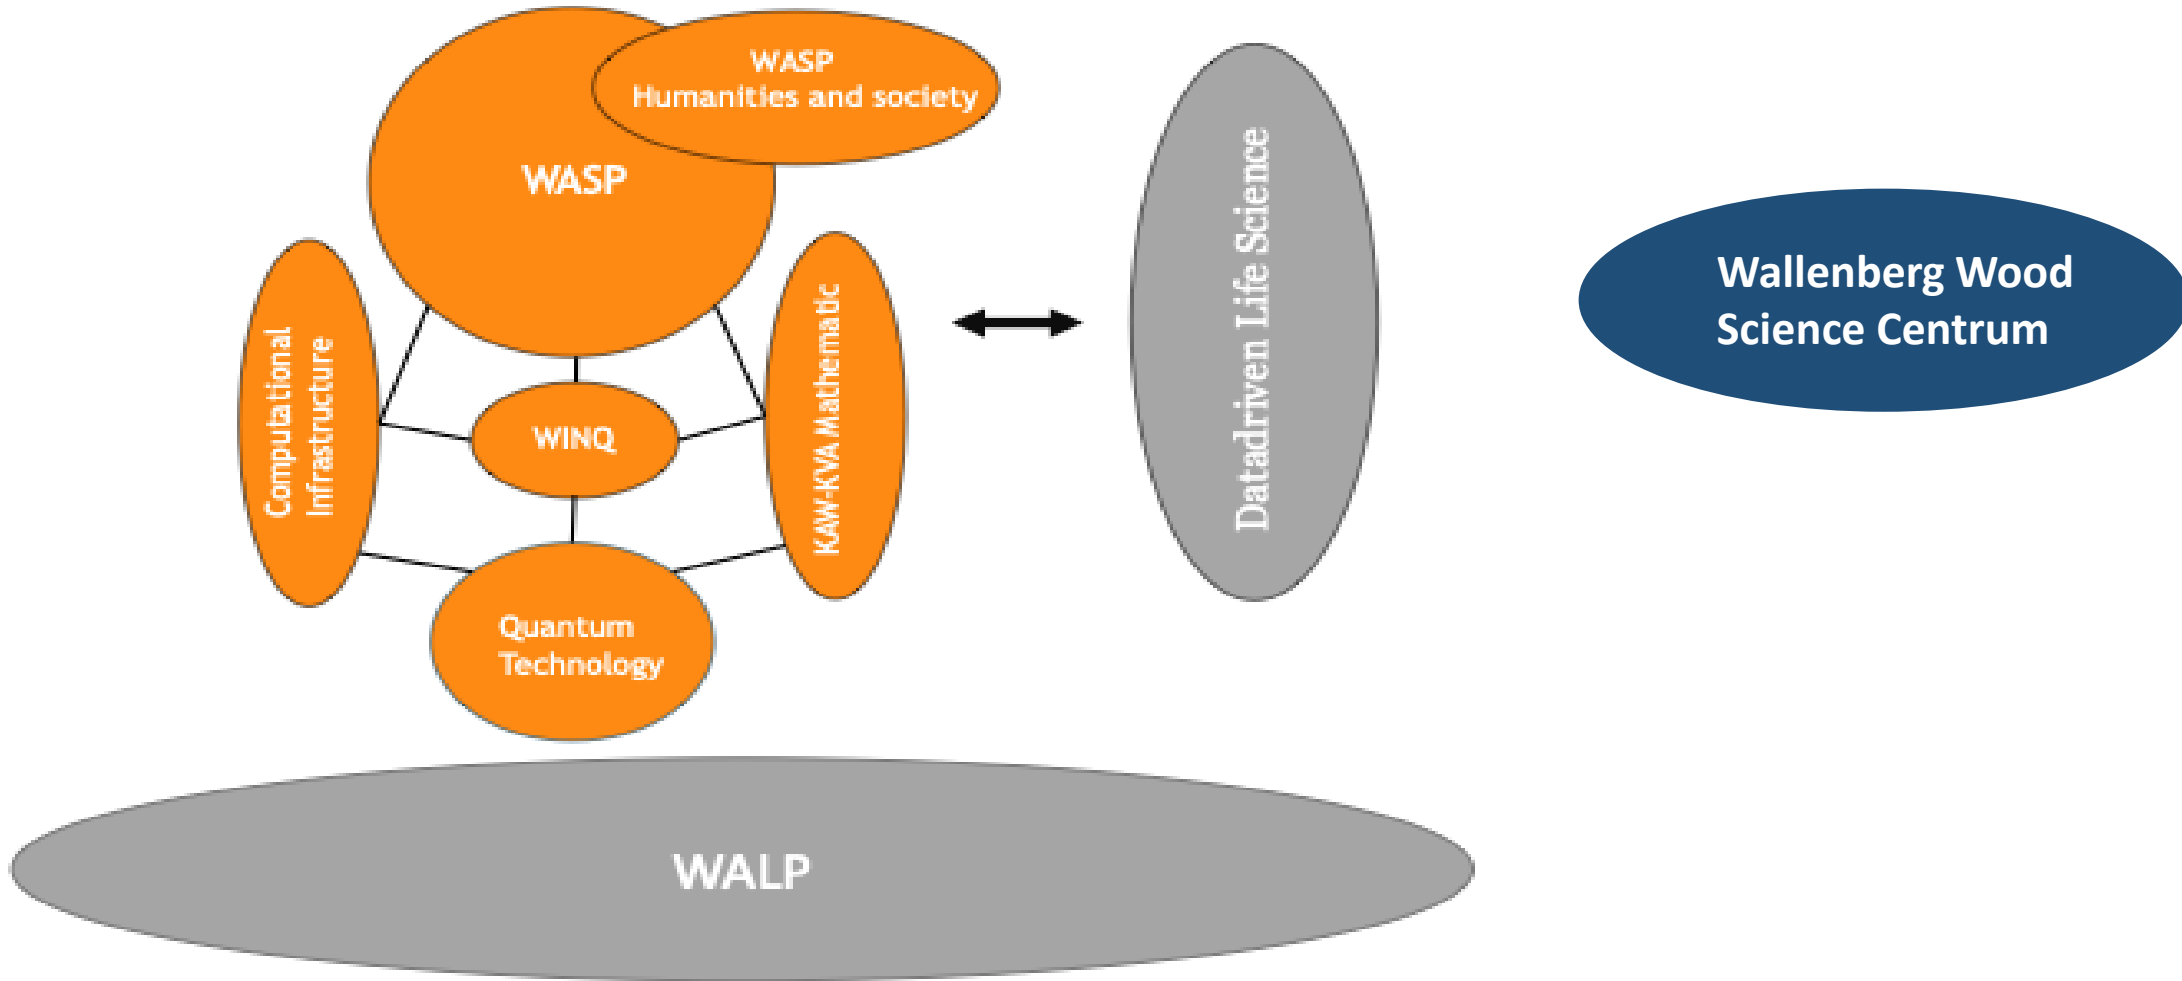 WASP
Humanities and society
WASP
Computational
Infrastructure
WINQ
KAW-KVA Mathematic
Quantum
Technology
Datadriven Life Science
Wallenberg Wood
Science Centrum
WALP